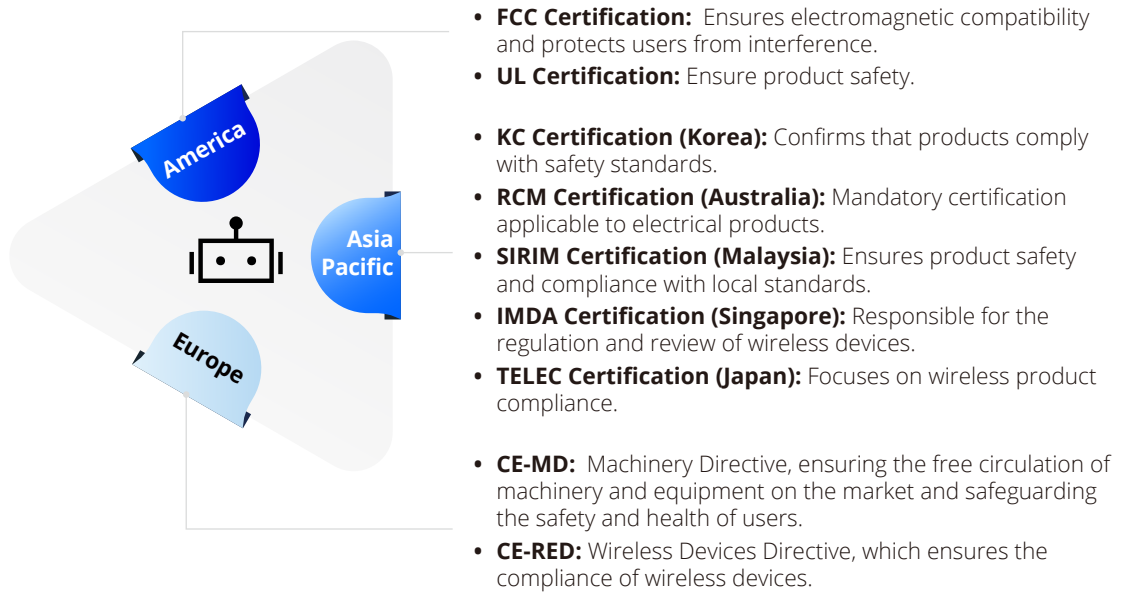 America
Asia
Pacific
Europe
• FCC Certification: Ensures electromagnetic compatibility
and protects users from interference.
• UL Certification: Ensure product safety.
• KC Certification (Korea): Confirms that products comply
with safety standards.
• RCM Certification (Australia): Mandatory certification
applicable to electrical products.
• SIRIM Certification (Malaysia): Ensures product safety
and compliance with local standards.
• IMDA Certification (Singapore): Responsible for the
regulation and review of wireless devices.
• TELEC Certification (Japan): Focuses on wireless product
compliance.
• CE-MD: Machinery Directive, ensuring the free circulation of
machinery and equipment on the market and safeguarding
the safety and health of users.
• CE-RED: Wireless Devices Directive, which ensures the
compliance of wireless devices.